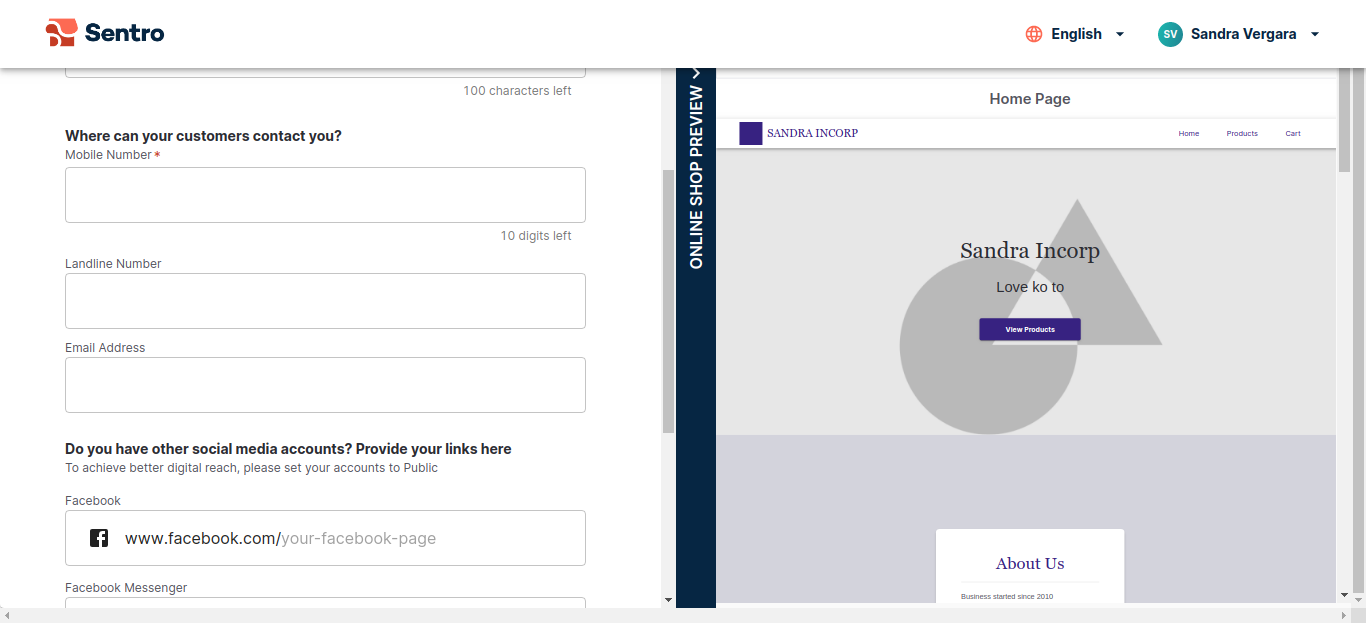 Sentro
English
SV Sandra Vergara
100 characters left
Where can your customers contact you?
Mobile Number*
10 digits left
Landline Number
Email Address
Do you have other social media accounts? Provide your links here
To achieve better digital reach, please set your accounts to Public
Facebook
www.facebook.com/your-facebook-page
Facebook Messenger
ONLINE SHOP PREVIEW
Home Page
SANDRA INCORP
Home Products Cart
Sandra Incorp
Love ko to
View Products
About Us
Business started since 2010